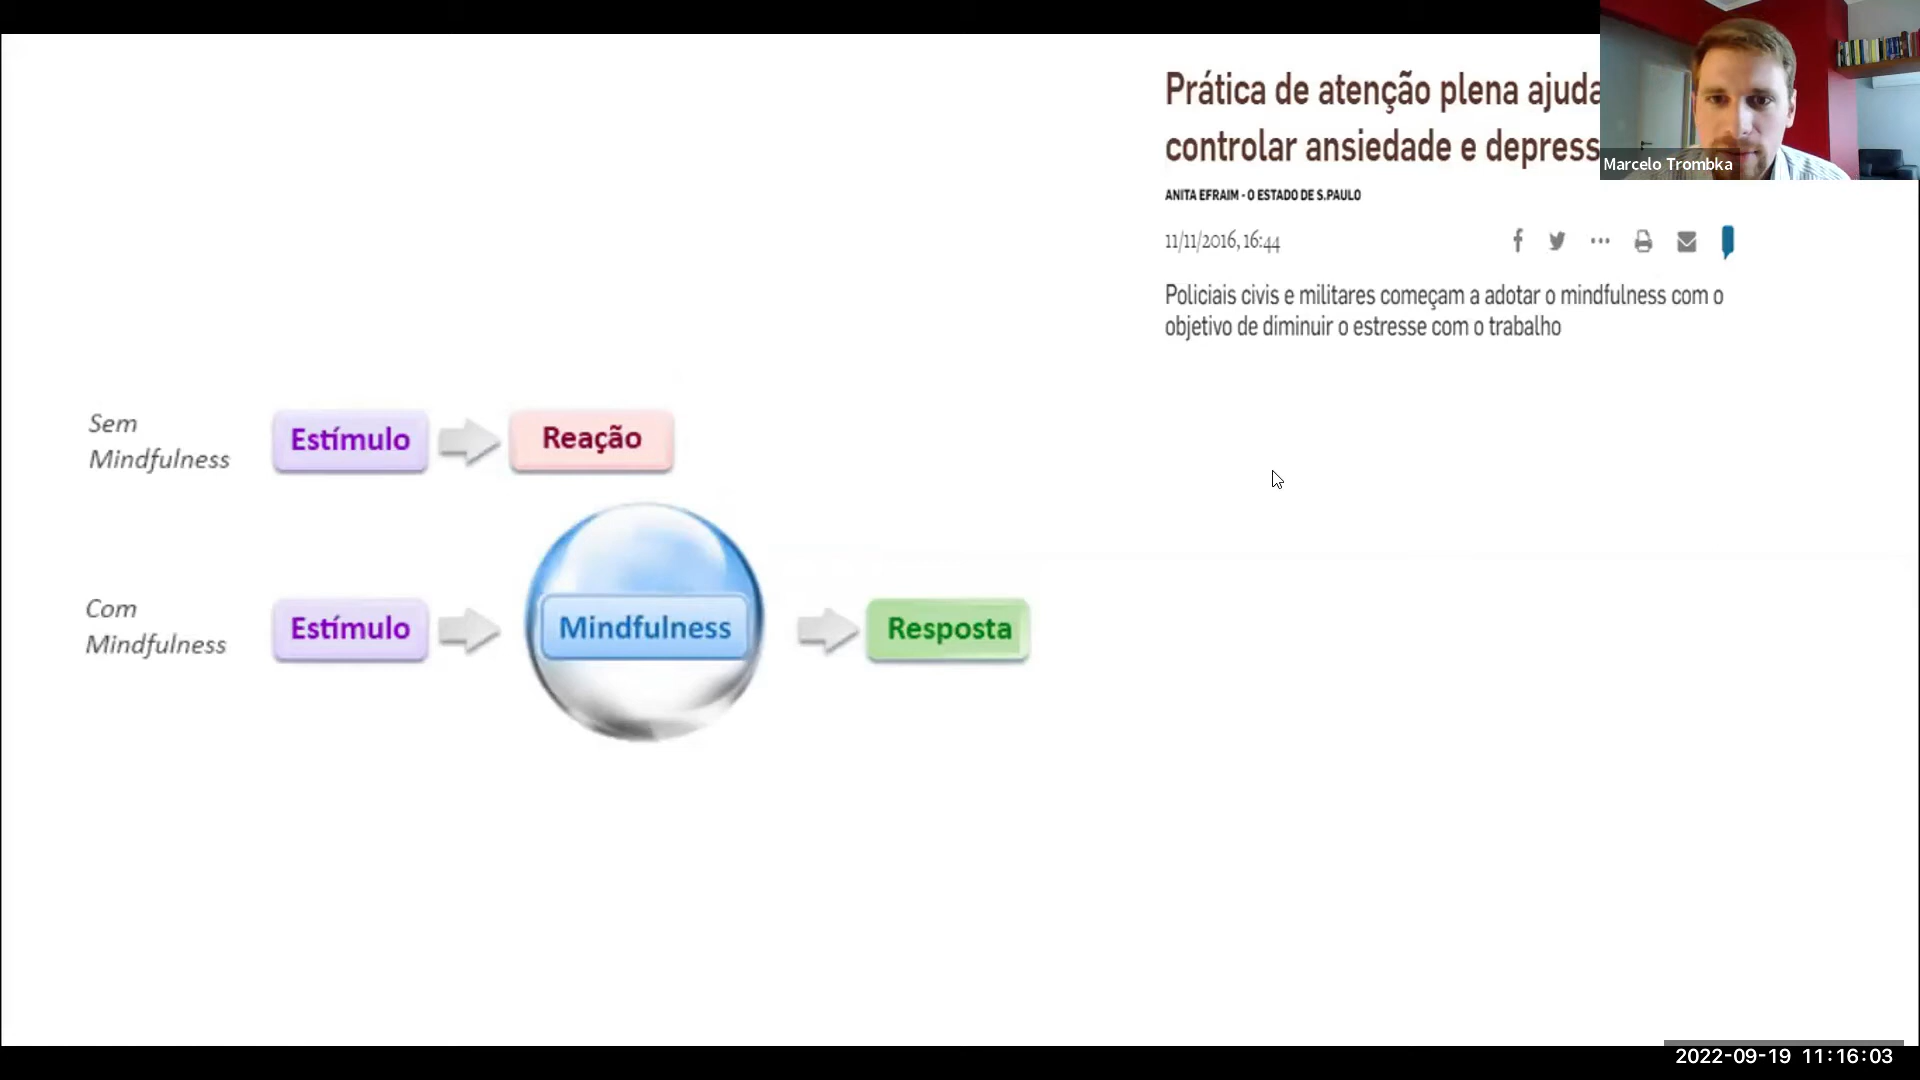 Prática de atenção plena ajuda
controlar ansiedade e depress
ANITA EFRAIM - O ESTADO DE S.PAULO
11/11/2016, 16:44
Policiais civis e militares começam a adotar o mindfulness com o
objetivo de diminuir o estresse com o trabalho
Marcelo Trombka
Sem
Mindfulness
Estímulo
Reação
Com
Mindfulness
Estímulo
Mindfulness
Resposta
2022-09-19 11:16:03